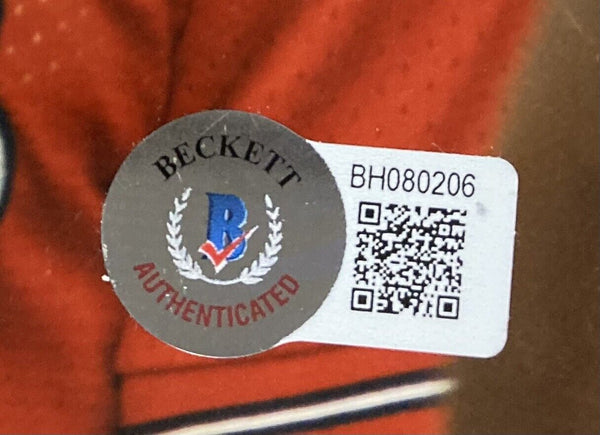 BECKETT
B
AUTHENTICATED
BH080206